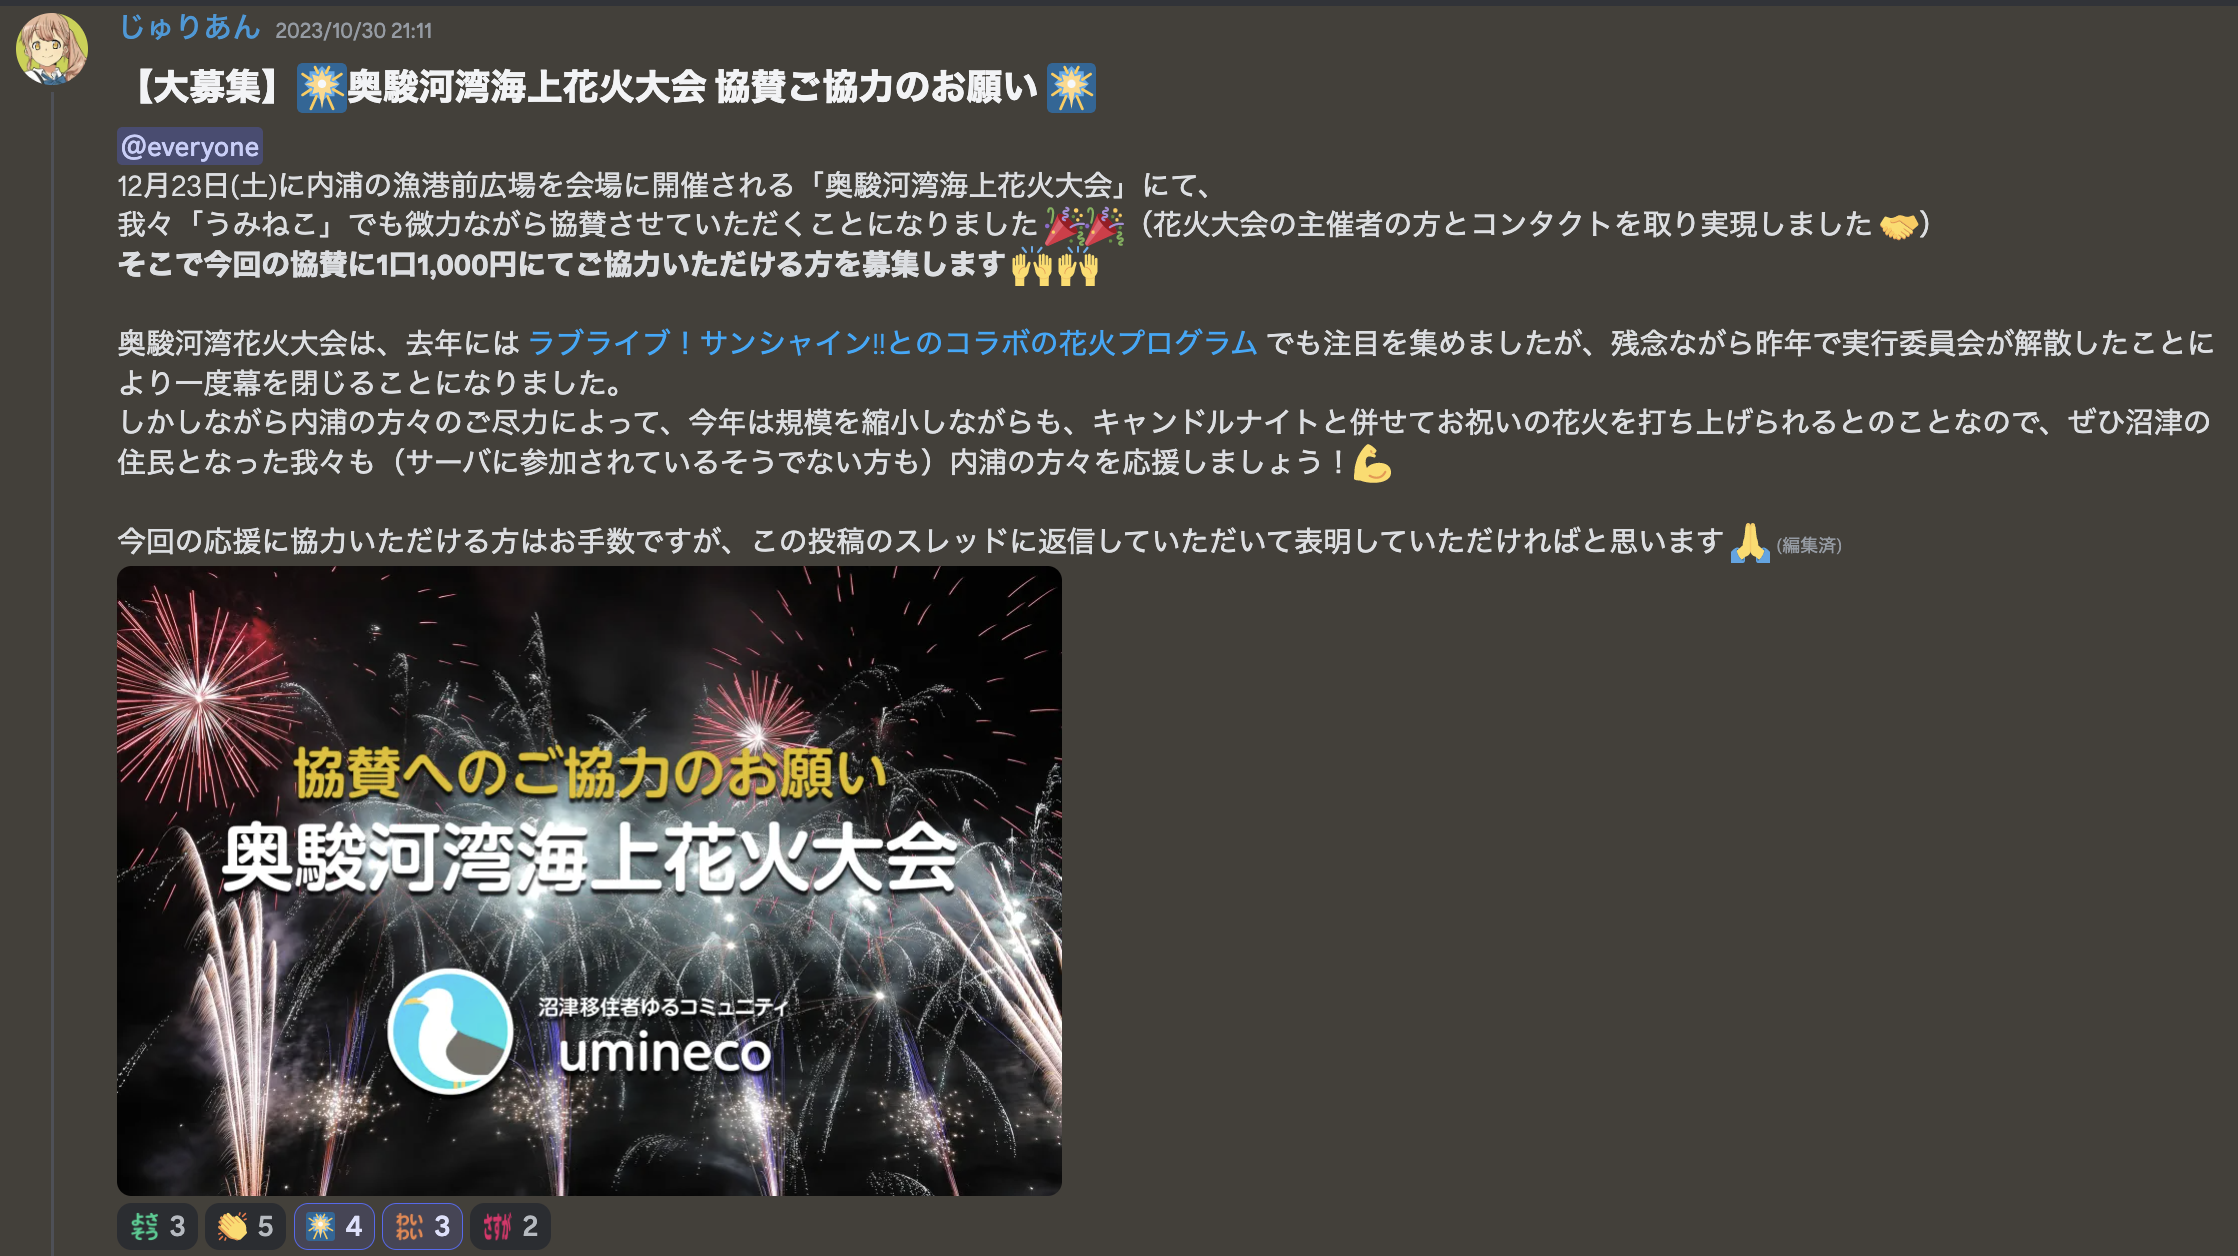 じゅりあん 2023/10/30 21:11
【大募集】🎇奥駿河湾海上花火大会 協賛ご協力のお願い🎇
@everyone
12月23日(土)に内浦の漁港前広場を会場に開催される「奥駿河湾海上花火大会」にて、
我々「うみねこ」でも微力ながら協賛させていただくことになりました🎉🎉（花火大会の主催者の方とコンタクトを取り実現しました🤝）
そこで今回の協賛に1口1,000円にてご協力いただける方を募集します🙌🙌
奥駿河湾花火大会は、去年には ラブライブ！サンシャイン!!とのコラボの花火プログラム でも注目を集めましたが、残念ながら昨年で実行委員会が解散したことに
より一度幕を閉じることになりました。
しかしながら内浦の方々のご尽力によって、今年は規模を縮小しながらも、キャンドルナイトと併せてお祝いの花火を打ち上げられるとのことなので、ぜひ沼津の
住民となった我々も（サーバに参加されているそうでない方も）内浦の方々を応援しましょう！💪
今回の応援に協力いただける方はお手数ですが、この投稿のスレッドに返信していただいて表明していただければと思います🙏 (編集済)
協賛へのご協力のお願い
奥駿河湾海上花火大会
沼津移住者ゆるコミュニティ
umineco
よさそう 3 👏 5 🎇 4 わいわい 3 さすが 2